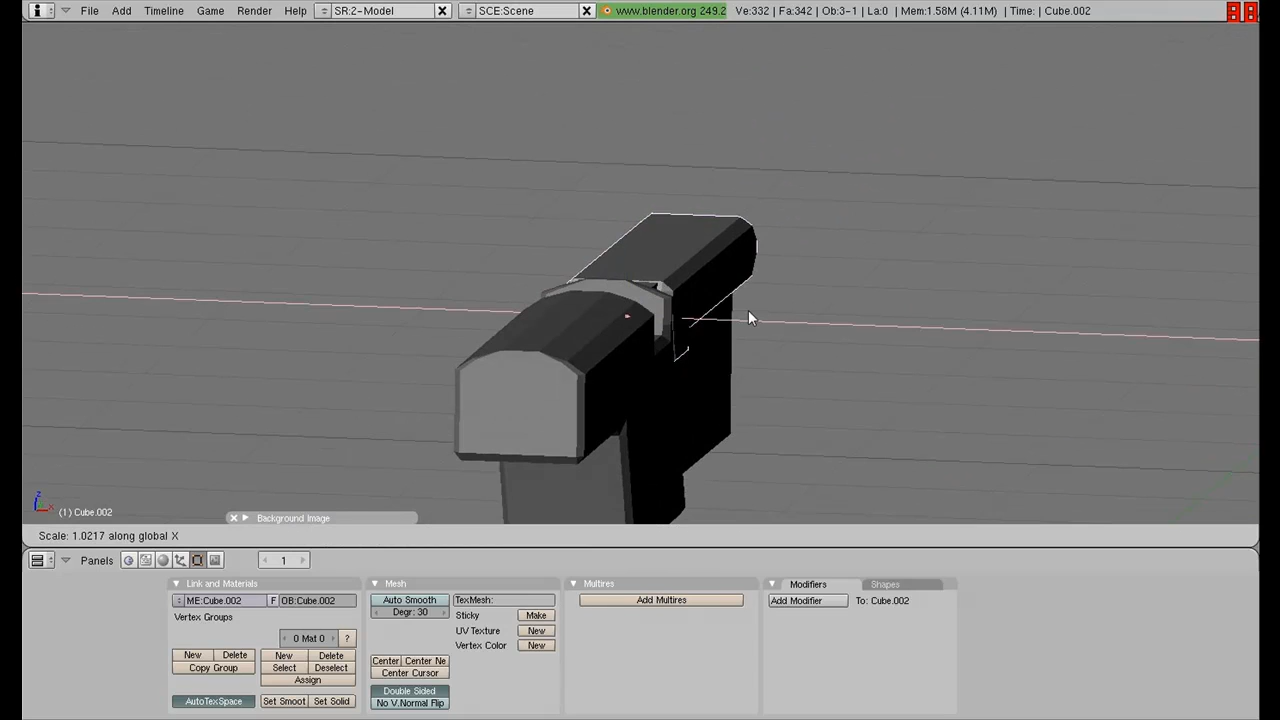 File Add Timeline Game Render Help SR:2-Model SCE:Scene www.blender.org 249.2 Ve:332 | Fa:342 | Ob:3-1 | La:0 | Mem:1.58M (4.11M) | Time: | Cube.002
z
x
(1) Cube.002
Background Image
Scale: 1.0217 along global X
Panels 1
Link and Materials Mesh Multires Modifiers Shapes
ME:Cube.002 F OB:Cube.002 Auto Smooth TexMesh: Add Multires Add Modifier To: Cube.002
Degr: 30
Vertex Groups Sticky Make
UV Texture New
0 Mat 0 ?
Vertex Color New
New Delete New Delete
Center Center Ne
Copy Group Select Deselect
Center Cursor
Assign
Double Sided
AutoTexSpace Set Smoot Set Solid No V.Normal Flip